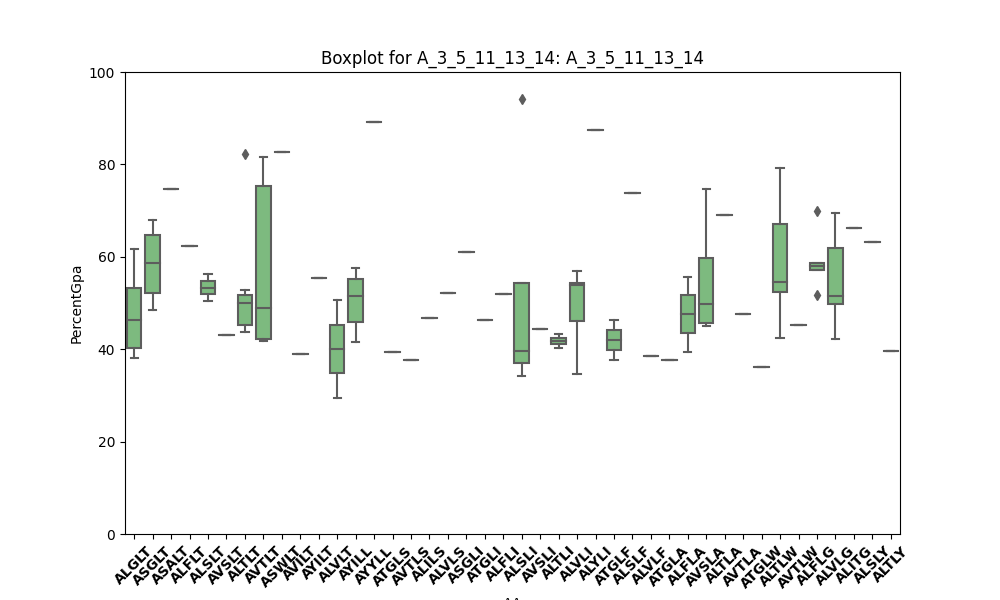 Boxplot for A_3_5_11_13_14: A_3_5_11_13_14
100
80
60
40
20
0
PercentGpa
ALGLT
ASGLT
ASALT
ALFLT
ALSLT
AVSLT
ALTLT
AVTLT
ASWLT
AVILT
AYILT
ALVLT
AYILL
AYYLL
ATGLS
AVTLS
ALILS
ALVLS
ASGLI
ATGLI
ALFLI
ALSLI
AVSLI
ALTLI
ALVLI
ALYLI
ATGLF
ALSLF
ALVLF
ATGLA
ALFLA
AVSLA
ALTLA
AVTLA
ATGLW
ALTLW
AVTLW
ALFLG
ALVLG
ALITG
ALSLY
ALTLY